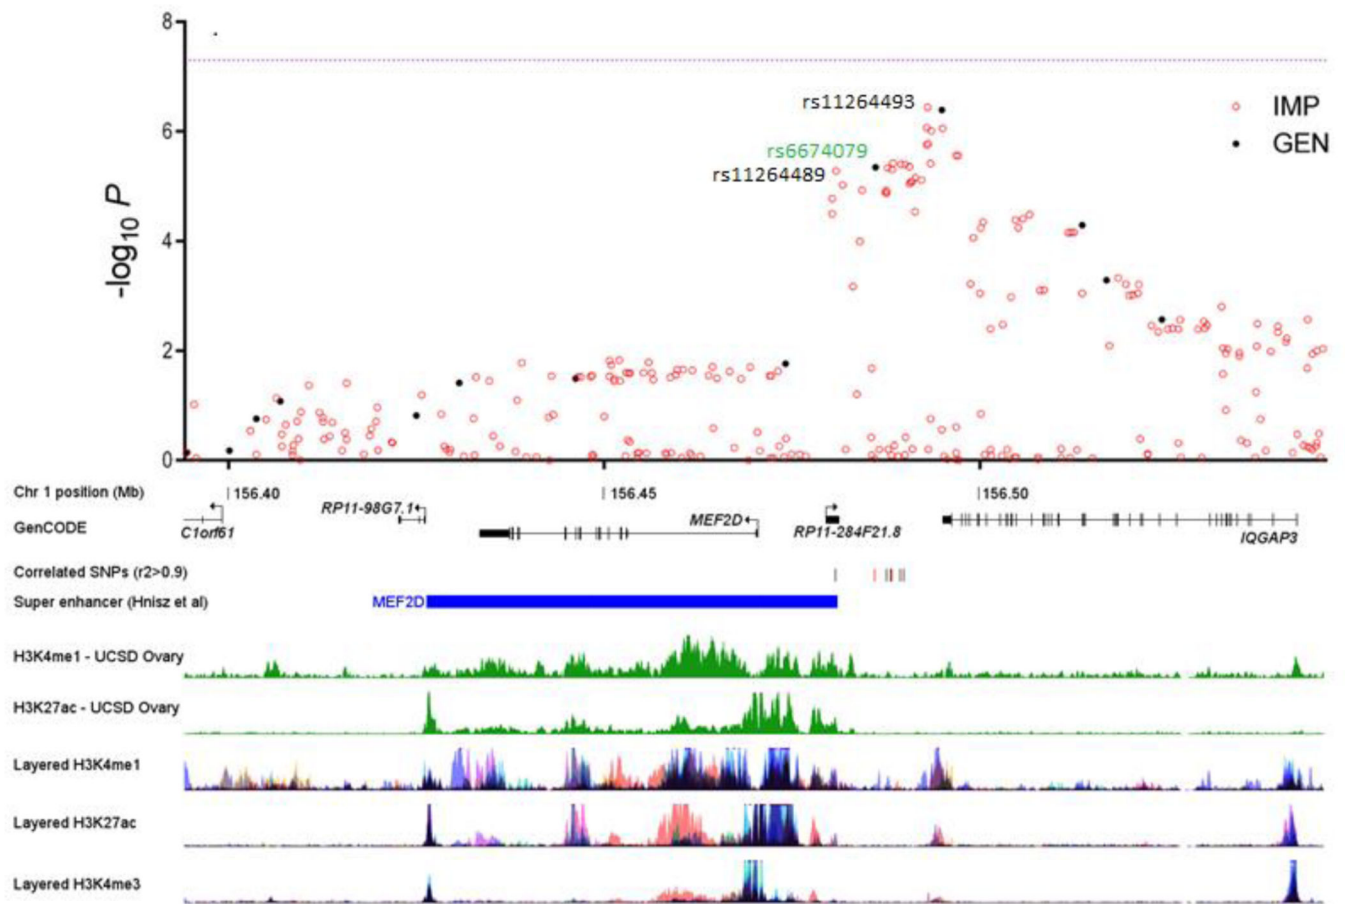 8
rs11264493
IMP
6
rs6674079
GEN
rs11264489
-log10 P
4
2
0
Chr 1 position (Mb)
156.40
156.45
156.50
RP11-98G7.1
MEF2D
GenCODE
C1orf61
RP11-284F21.8
IQGAP3
Correlated SNPs (r2>0.9)
Super enhancer (Hnisz et al)
MEF2D
H3K4me1 - UCSD Ovary
H3K27ac - UCSD Ovary
Layered H3K4me1
Layered H3K27ac
Layered H3K4me3